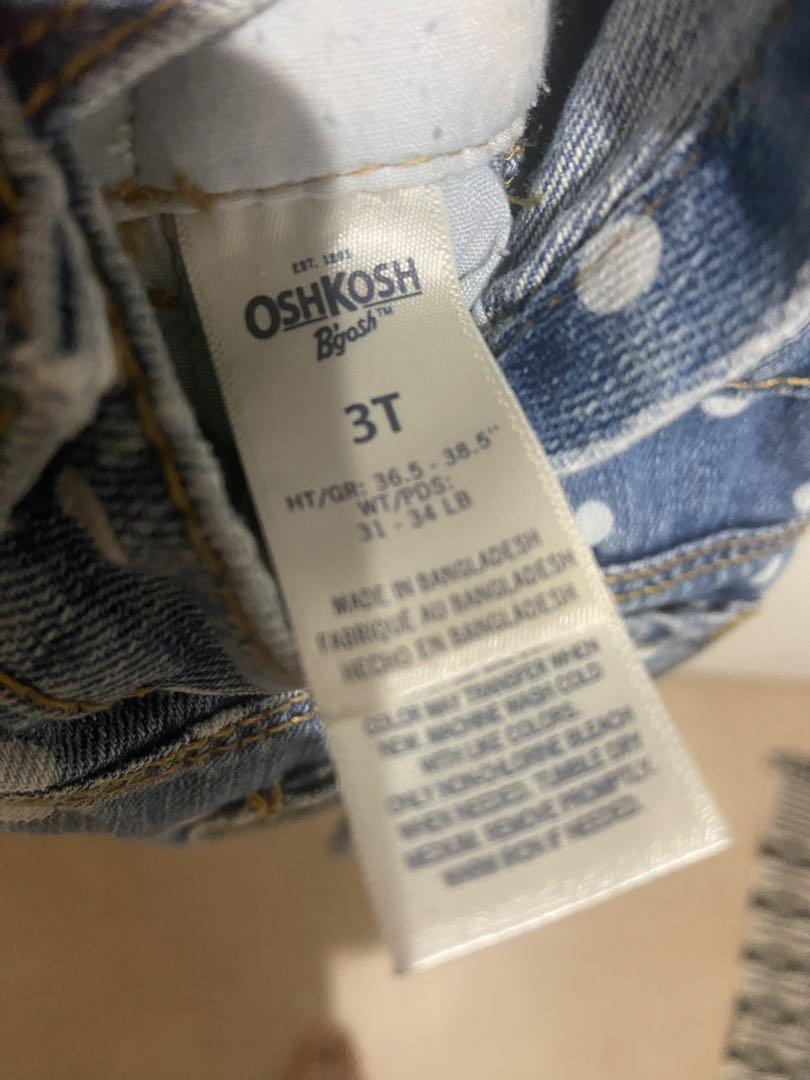 EST. 1895
OSHKOSH
B'gosh™
3T
HT/GR: 36.5 - 38.5"
WT/PDS:
31 - 34 LB
MADE IN BANGLADESH
FABRIQUÉ AU BANGLADESH
HECHO EN BANGLADESH
COLOR MAY TRANSFER WHEN
NEW. MACHINE WASH COLD
WITH LIKE COLORS.
ONLY NON-CHLORINE BLEACH
WHEN NEEDED. TUMBLE DRY
MEDIUM. REMOVE PROMPTLY.
WARM IRON IF NEEDED.